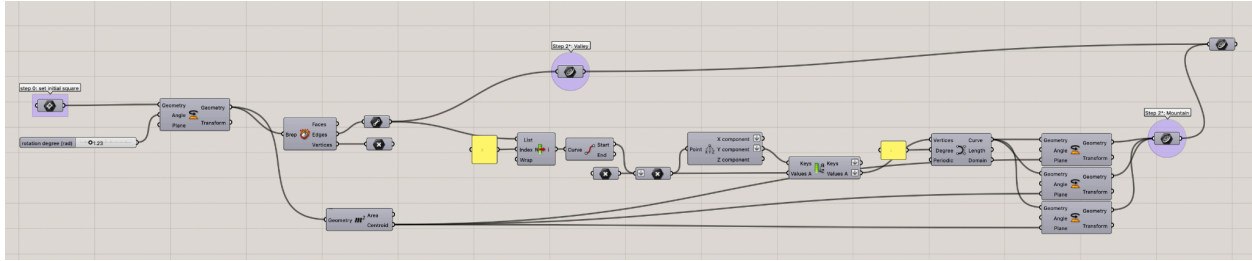 step 0: set initial square
Geometry
Angle
Plane
Geometry
Transform
rotation degree (rad)
1.23
Brep
Faces
Edges
Vertices
Step 2*: Valley
List
Index
Wrap
i
Curve
Start
End
Point
X component
Y component
Z component
Keys
Values A
Keys
Values A
Vertices
Degree
Periodic
Curve
Length
Domain
Geometry
Angle
Plane
Geometry
Transform
Geometry
Angle
Plane
Geometry
Transform
Geometry
Angle
Plane
Geometry
Transform
Step 2*: Mountain
Geometry
m²
Area
Centroid